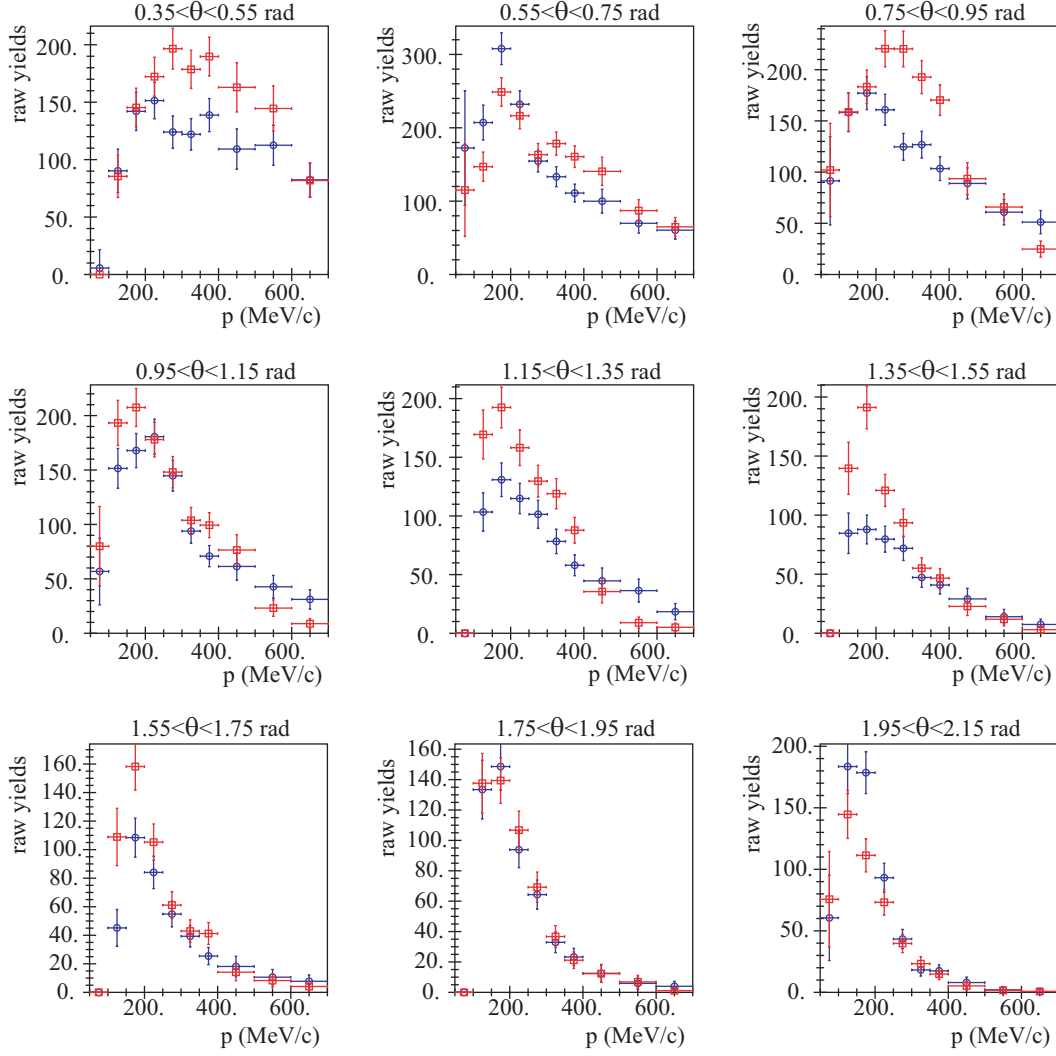 0.35<θ<0.55 rad
0.55<θ<0.75 rad
0.75<θ<0.95 rad
raw yields
200.
150.
100.
50.
0.
200. 400. 600.
p (MeV/c)
raw yields
300.
200.
100.
0.
200. 400. 600.
p (MeV/c)
raw yields
200.
150.
100.
50.
0.
200. 400. 600.
p (MeV/c)
0.95<θ<1.15 rad
1.15<θ<1.35 rad
1.35<θ<1.55 rad
raw yields
200.
150.
100.
50.
0.
200. 400. 600.
p (MeV/c)
raw yields
200.
150.
100.
50.
0.
200. 400. 600.
p (MeV/c)
raw yields
200.
150.
100.
50.
0.
200. 400. 600.
p (MeV/c)
1.55<θ<1.75 rad
1.75<θ<1.95 rad
1.95<θ<2.15 rad
raw yields
160.
140.
120.
100.
80.
60.
40.
20.
0.
200. 400. 600.
p (MeV/c)
raw yields
160.
140.
120.
100.
80.
60.
40.
20.
0.
200. 400. 600.
p (MeV/c)
raw yields
200.
150.
100.
50.
0.
200. 400. 600.
p (MeV/c)